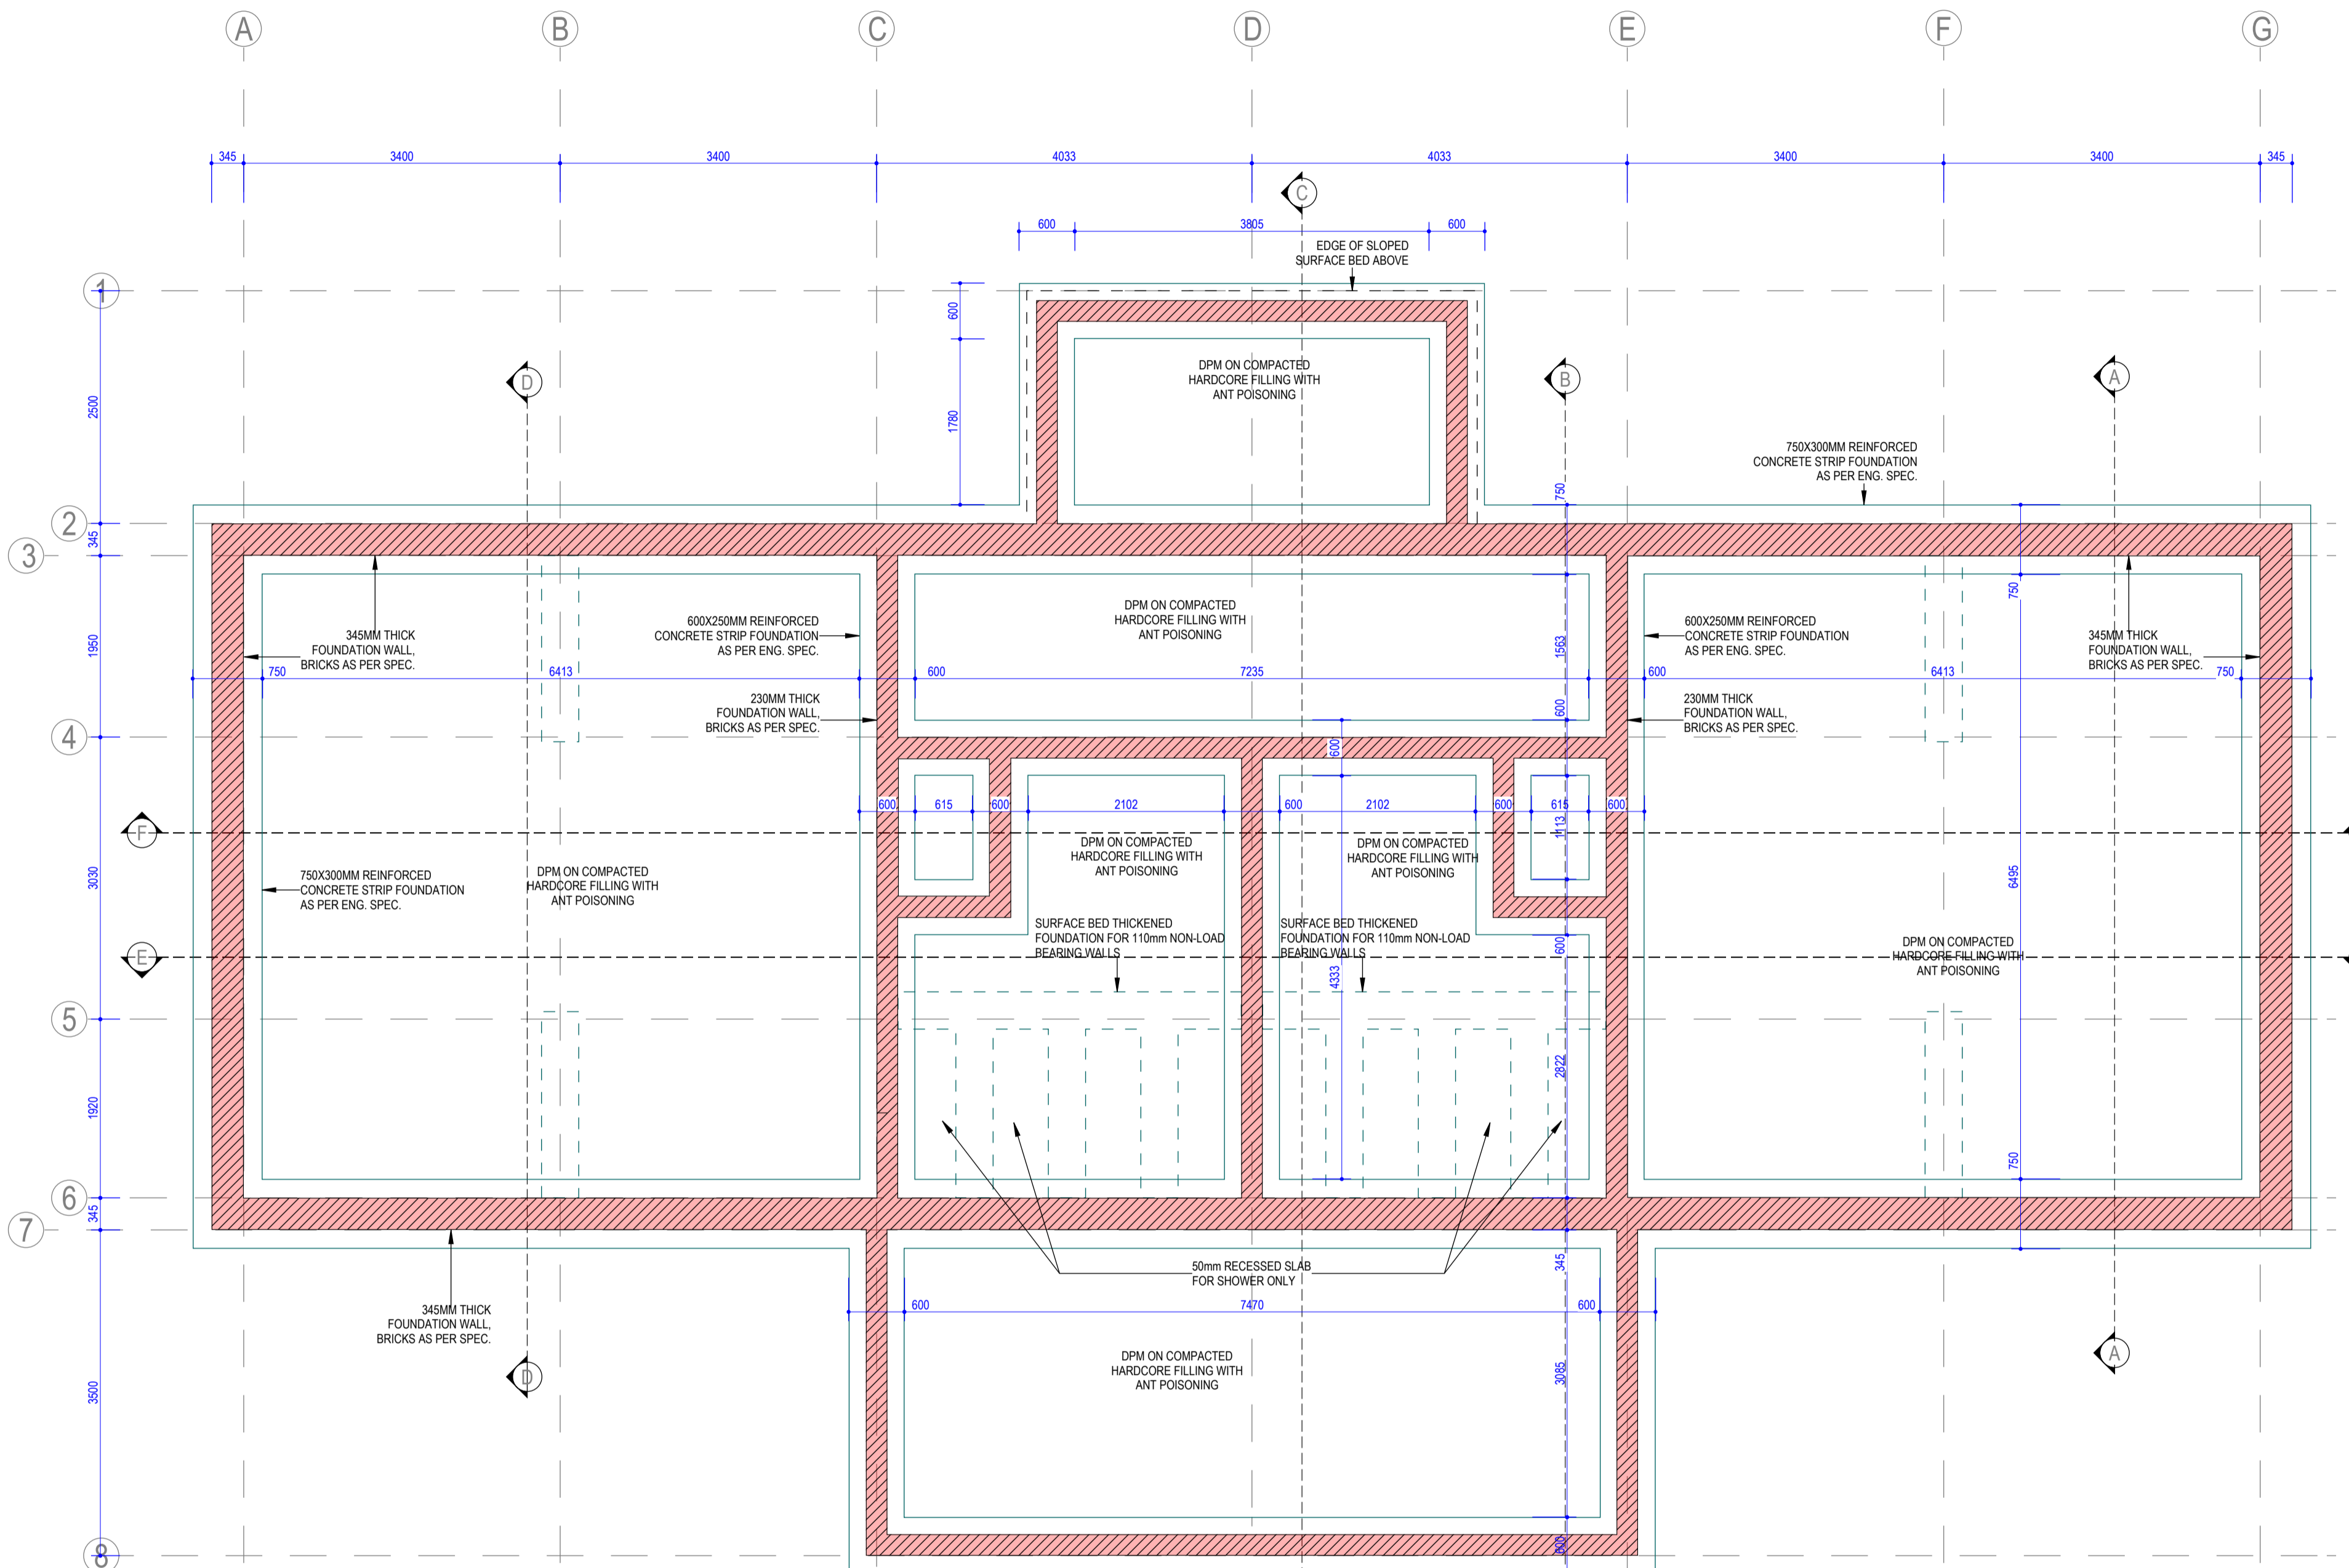 A
B
C
D
E
F
G
345
3400
3400
4033
4033
3400
3400
345
C
600
3805
600
EDGE OF SLOPED
SURFACE BED ABOVE
1
600
DPM ON COMPACTED
HARDCORE FILLING WITH
ANT POISONING
D
B
A
2500
1780
750X300MM REINFORCED
CONCRETE STRIP FOUNDATION
AS PER ENG. SPEC.
750
2
345
3
750
DPM ON COMPACTED
HARDCORE FILLING WITH
ANT POISONING
600X250MM REINFORCED
CONCRETE STRIP FOUNDATION
AS PER ENG. SPEC.
600X250MM REINFORCED
CONCRETE STRIP FOUNDATION
AS PER ENG. SPEC.
345MM THICK
FOUNDATION WALL,
BRICKS AS PER SPEC.
345MM THICK
FOUNDATION WALL,
BRICKS AS PER SPEC.
1950
1563
750
6413
600
7235
600
6413
750
230MM THICK
FOUNDATION WALL,
BRICKS AS PER SPEC.
230MM THICK
FOUNDATION WALL,
BRICKS AS PER SPEC.
600
4
600
600
615
600
2102
600
2102
600
615
600
1113
F
DPM ON COMPACTED
HARDCORE FILLING WITH
ANT POISONING
DPM ON COMPACTED
HARDCORE FILLING WITH
ANT POISONING
3030
6495
750X300MM REINFORCED
CONCRETE STRIP FOUNDATION
AS PER ENG. SPEC.
DPM ON COMPACTED
HARDCORE FILLING WITH
ANT POISONING
SURFACE BED THICKENED
FOUNDATION FOR 110mm NON-LOAD
BEARING WALLS
SURFACE BED THICKENED
FOUNDATION FOR 110mm NON-LOAD
BEARING WALLS
600
DPM ON COMPACTED
HARDCORE FILLING WITH
ANT POISONING
E
4333
5
2822
1920
750
6
345
7
345
50mm RECESSED SLAB
FOR SHOWER ONLY
600
7470
600
345MM THICK
FOUNDATION WALL,
BRICKS AS PER SPEC.
DPM ON COMPACTED
HARDCORE FILLING WITH
ANT POISONING
D
A
3500
3085
600
8